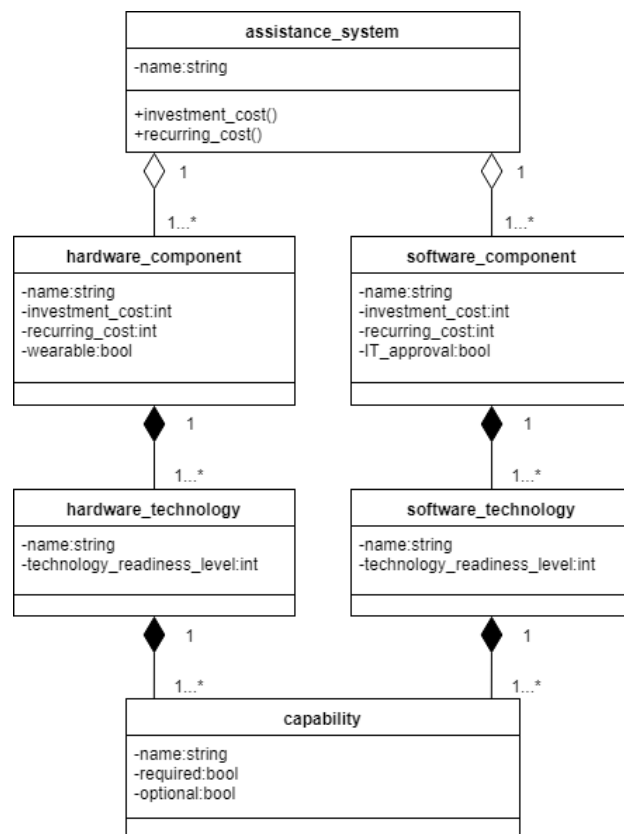 assistance_system
-name:string
+investment_cost()
+recurring_cost()
1
1
1...*
1...*
hardware_component
software_component
-name:string
-investment_cost:int
-recurring_cost:int
-wearable:bool
-name:string
-investment_cost:int
-recurring_cost:int
-IT_approval:bool
1
1
1...*
1...*
hardware_technology
software_technology
-name:string
-technology_readiness_level:int
-name:string
-technology_readiness_level:int
1
1
1...*
1...*
capability
-name:string
-required:bool
-optional:bool